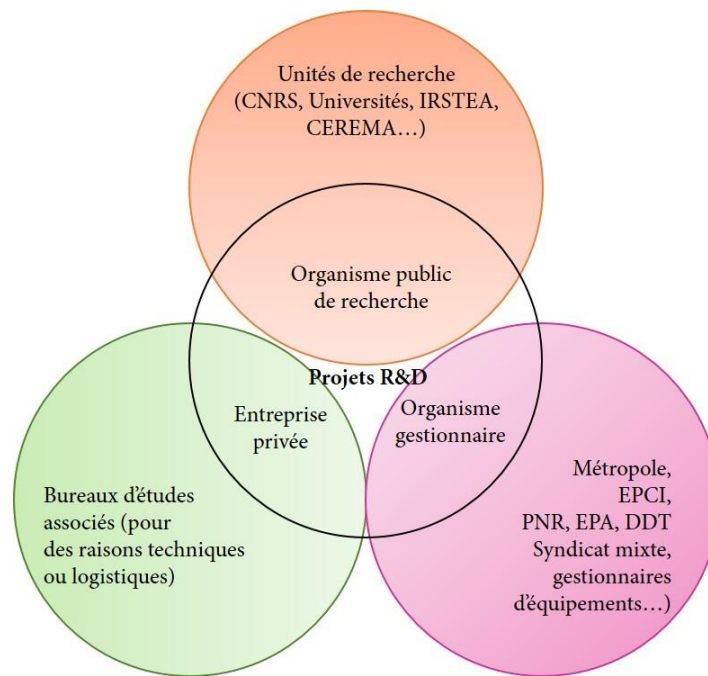 Unités de recherche
(CNRS, Universités, IRSTEA,
CEREMA…)
Organisme public
de recherche
Projets R&D
Entreprise
privée
Organisme
gestionnaire
Bureaux d'études
associés (pour
des raisons techniques
ou logistiques)
Métropole,
EPCI,
PNR, EPA, DDT
Syndicat mixte,
gestionnaires
d'équipements…)